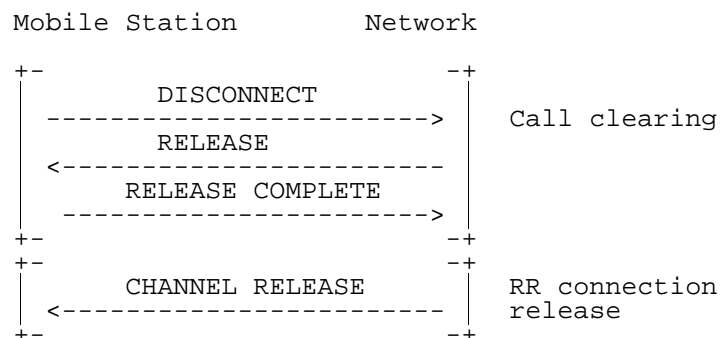 Mobile Station Network
+- -+
DISCONNECT
------------------------> Call clearing
RELEASE
<------------------------
RELEASE COMPLETE
-----------------------> 
+- -+
+- -+
CHANNEL RELEASE RR connection
<------------------------ release
+- -+